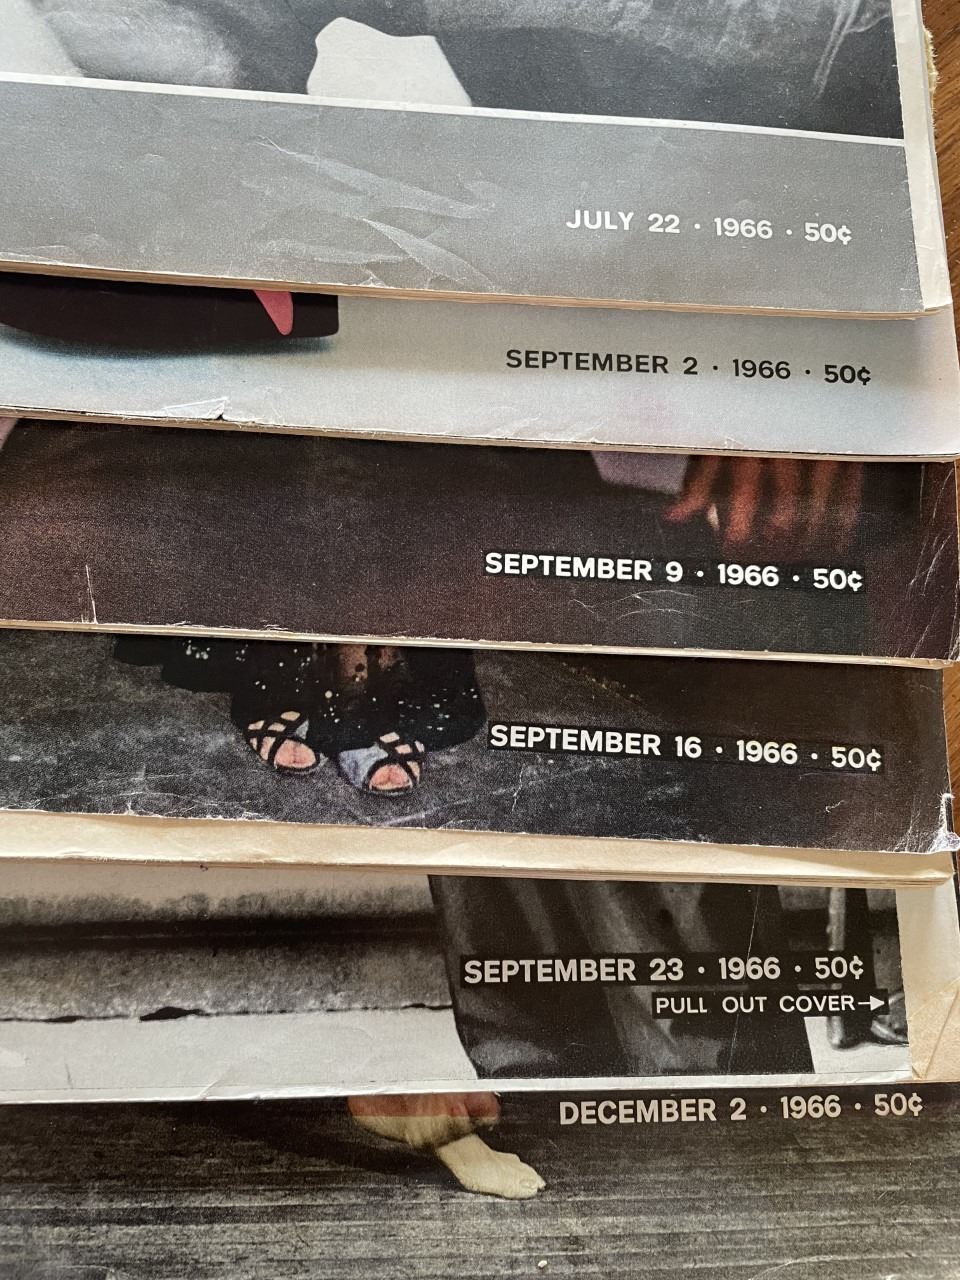 JULY 22 · 1966 · 50¢
SEPTEMBER 2 · 1966 · 50¢
SEPTEMBER 9 · 1966 · 50¢
SEPTEMBER 16 · 1966 · 50¢
SEPTEMBER 23 · 1966 · 50¢
PULL OUT COVER→
DECEMBER 2 · 1966 · 50¢